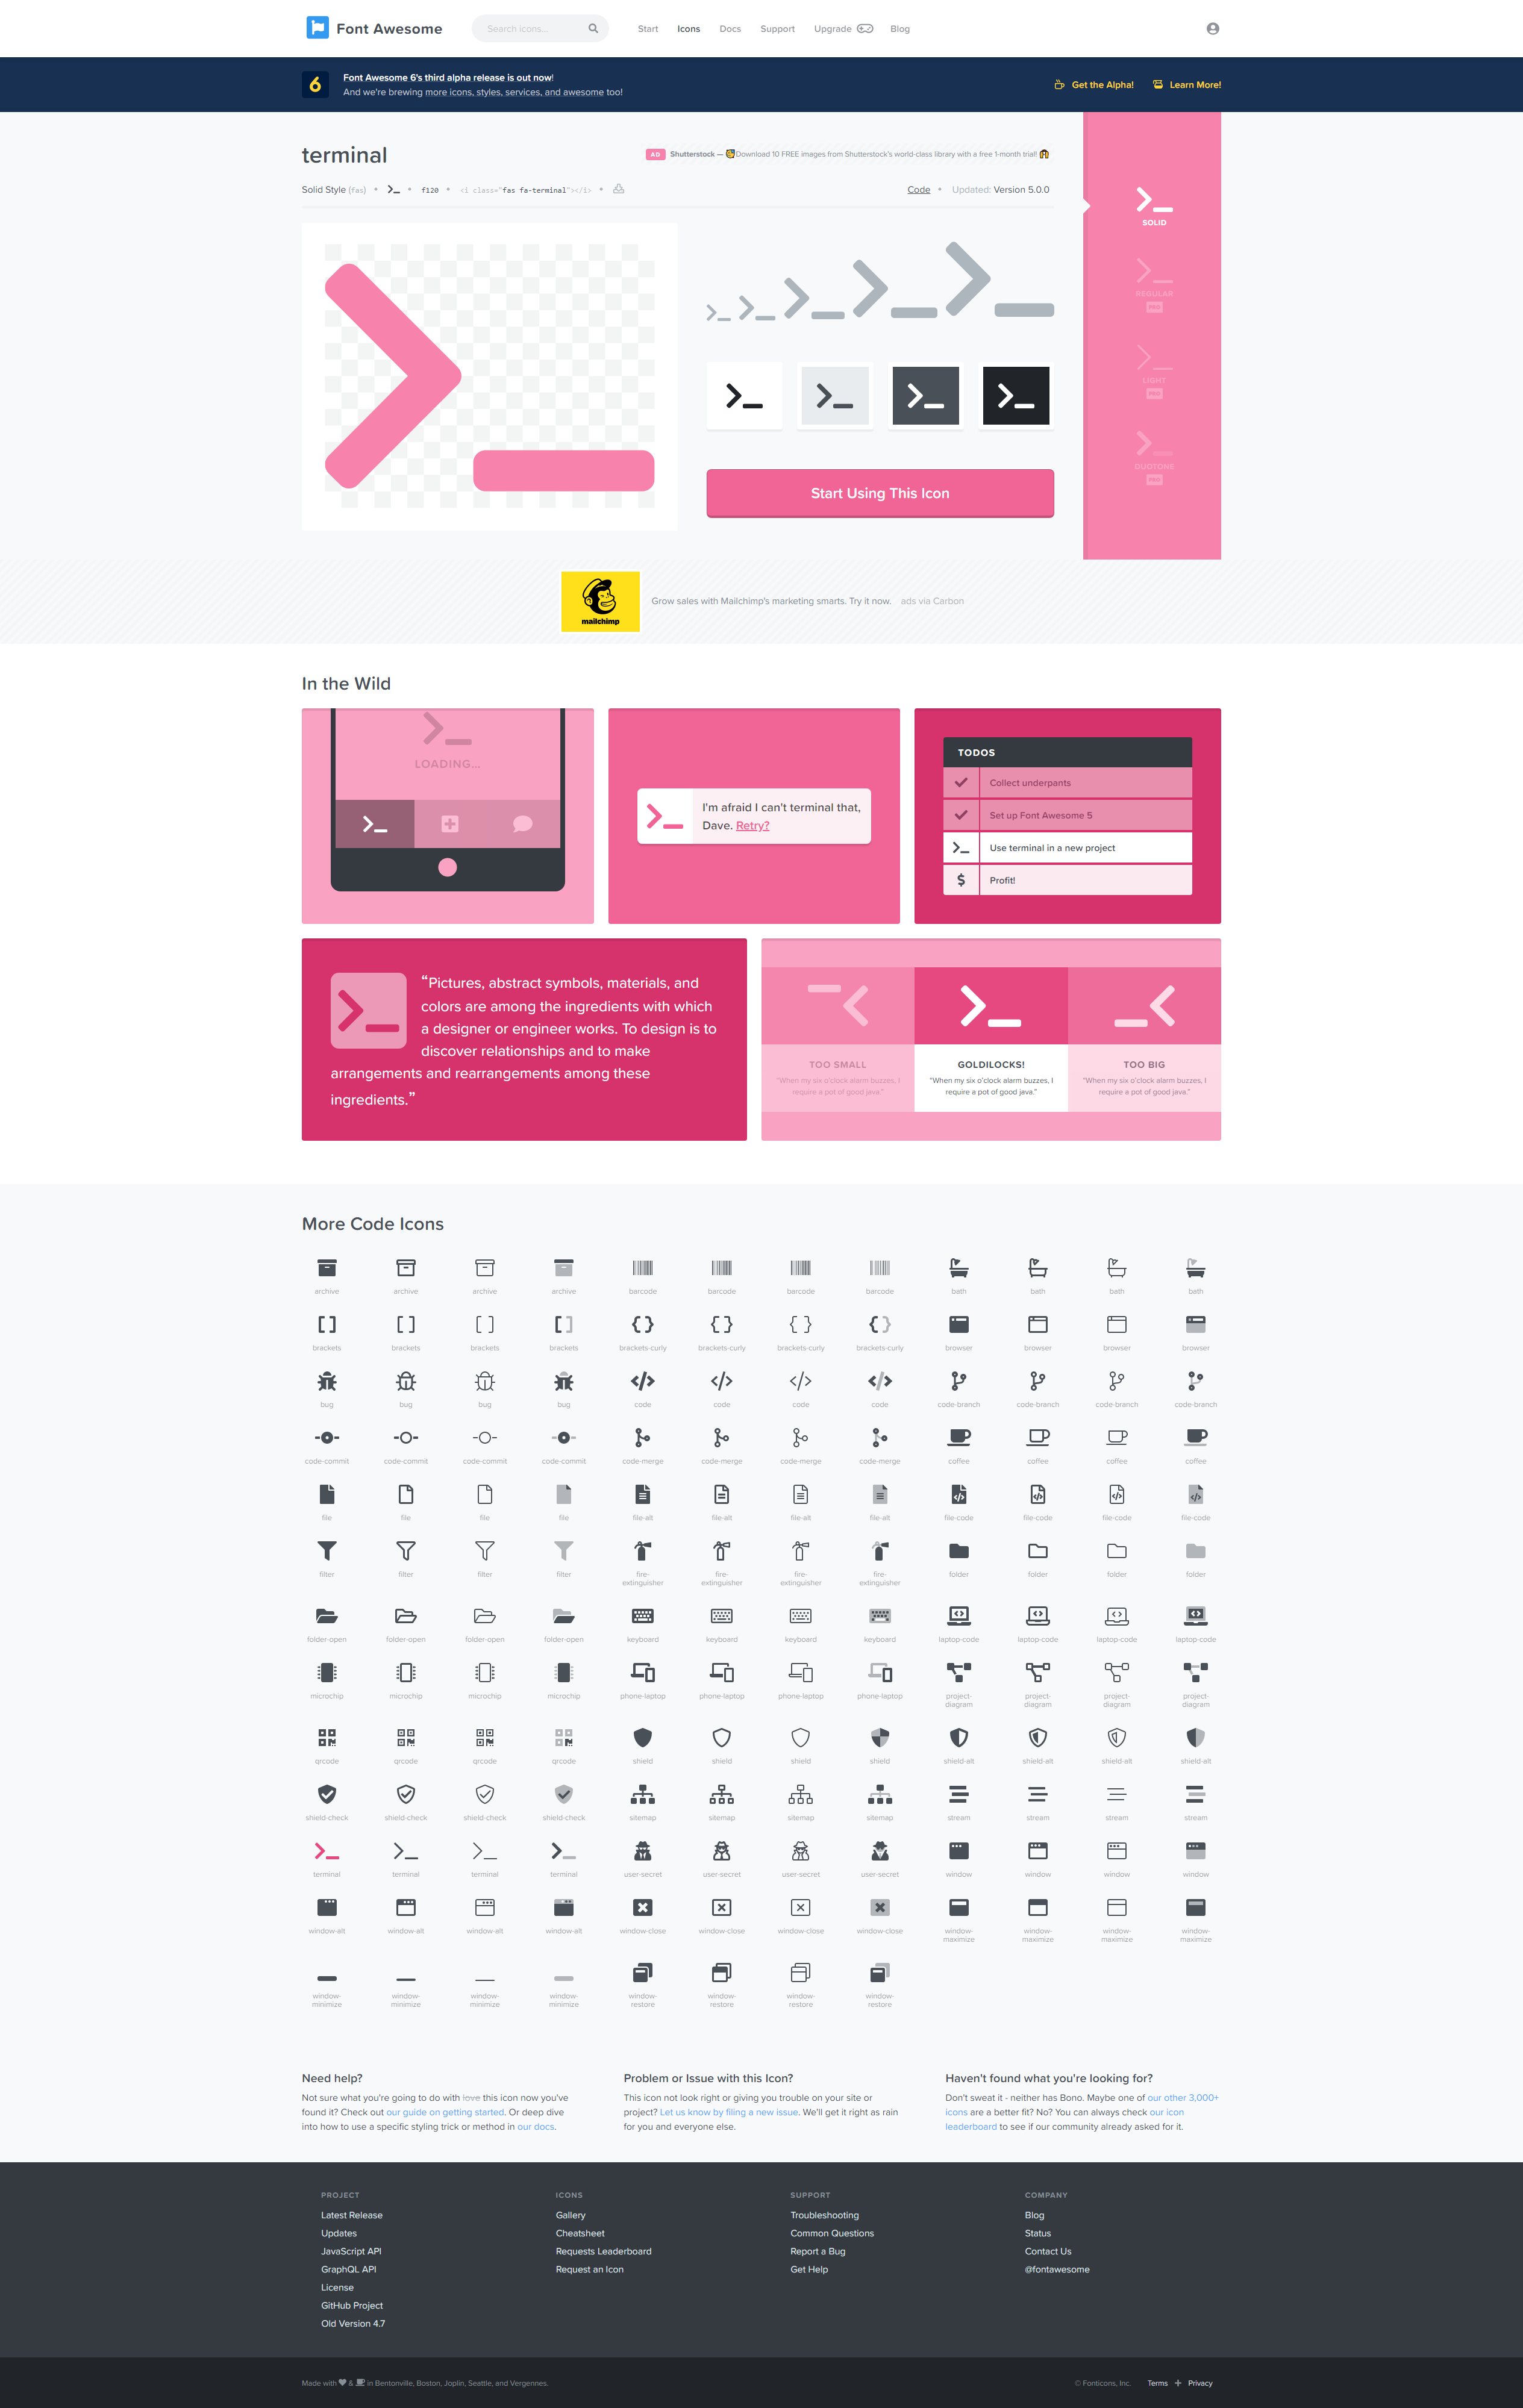 Font Awesome
Search icons...
Start
Icons
Docs
Support
Upgrade
Blog
6
Font Awesome 6's third alpha release is out now!
And we're brewing more icons, styles, services, and awesome too!
Get the Alpha!
Learn More!
terminal
AD Shutterstock — Download 10 FREE images from Shutterstock's world-class library with a free 1-month trial!
Solid Style (fas) • • f120 • <i class="fas fa-terminal"></i> •
Code • Updated: Version 5.0.0
SOLID
REGULAR
PRO
LIGHT
PRO
DUOTONE
PRO
Start Using This Icon
mailchimp
Grow sales with Mailchimp's marketing smarts. Try it now. ads via Carbon
In the Wild
LOADING...
I'm afraid I can't terminal that,
Dave. Retry?
TODOS
Collect underpants
Set up Font Awesome 5
Use terminal in a new project
$ Profit!
“Pictures, abstract symbols, materials, and
colors are among the ingredients with which
a designer or engineer works. To design is to
discover relationships and to make
arrangements and rearrangements among these
ingredients.”
TOO SMALL
"When my six o'clock alarm buzzes, I
require a pot of good java."
GOLDILOCKS!
"When my six o'clock alarm buzzes, I
require a pot of good java."
TOO BIG
"When my six o'clock alarm buzzes, I
require a pot of good java."
More Code Icons
archive archive archive archive barcode barcode barcode barcode bath bath bath bath
brackets brackets brackets brackets brackets-curly brackets-curly brackets-curly brackets-curly browser browser browser browser
bug bug bug bug code code code code code-branch code-branch code-branch code-branch
code-commit code-commit code-commit code-commit code-merge code-merge code-merge code-merge coffee coffee coffee coffee
file file file file file-alt file-alt file-alt file-alt file-code file-code file-code file-code
filter filter filter filter fire- fire- fire- fire- folder folder folder folder
extinguisher extinguisher extinguisher extinguisher
folder-open folder-open folder-open folder-open keyboard keyboard keyboard keyboard laptop-code laptop-code laptop-code laptop-code
microchip microchip microchip microchip phone-laptop phone-laptop phone-laptop phone-laptop project- project- project- project-
diagram diagram diagram diagram
qrcode qrcode qrcode qrcode shield shield shield shield shield-alt shield-alt shield-alt shield-alt
shield-check shield-check shield-check shield-check sitemap sitemap sitemap sitemap stream stream stream stream
terminal terminal terminal terminal user-secret user-secret user-secret user-secret window window window window
window-alt window-alt window-alt window-alt window-close window-close window-close window-close window- window- window- window-
maximize maximize maximize maximize
window- window- window- window- window- window- window- window-
minimize minimize minimize minimize restore restore restore restore
Need help?
Not sure what you're going to do with love this icon now you've
found it? Check out our guide on getting started. Or deep dive
into how to use a specific styling trick or method in our docs.
Problem or Issue with this Icon?
This icon not look right or giving you trouble on your site or
project? Let us know by filing a new issue. We'll get it right as rain
for you and everyone else.
Haven't found what you're looking for?
Don't sweat it - neither has Bono. Maybe one of our other 3,000+
icons are a better fit? No? You can always check our icon
leaderboard to see if our community already asked for it.
PROJECT
Latest Release
Updates
JavaScript API
GraphQL API
License
GitHub Project
Old Version 4.7
ICONS
Gallery
Cheatsheet
Requests Leaderboard
Request an Icon
SUPPORT
Troubleshooting
Common Questions
Report a Bug
Get Help
COMPANY
Blog
Status
Contact Us
@fontawesome
Made with & in Bentonville, Boston, Joplin, Seattle, and Vergennes.
© Fonticons, Inc. Terms Privacy